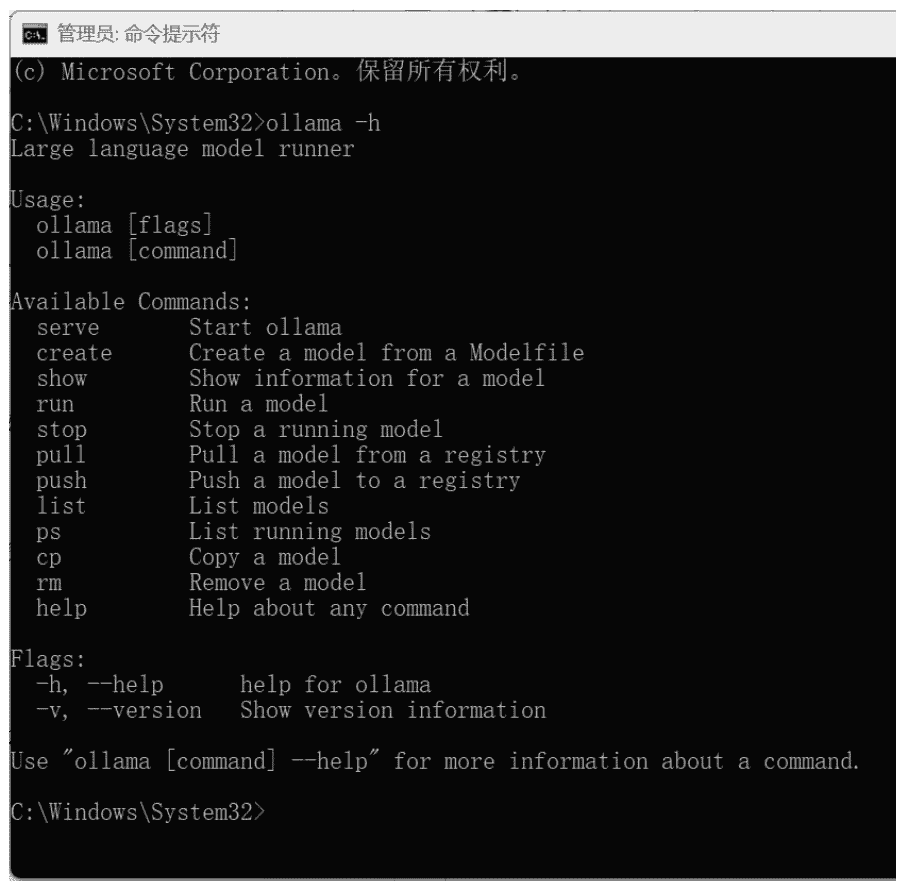 管理员: 命令提示符
(c) Microsoft Corporation。保留所有权利。
C:\Windows\System32>ollama -h
Large language model runner
Usage:
ollama [flags]
ollama [command]
Available Commands:
serve Start ollama
create Create a model from a Modelfile
show Show information for a model
run Run a model
stop Stop a running model
pull Pull a model from a registry
push Push a model to a registry
list List models
ps List running models
cp Copy a model
rm Remove a model
help Help about any command
Flags:
-h, --help help for ollama
-v, --version Show version information
Use "ollama [command] --help" for more information about a command.
C:\Windows\System32>